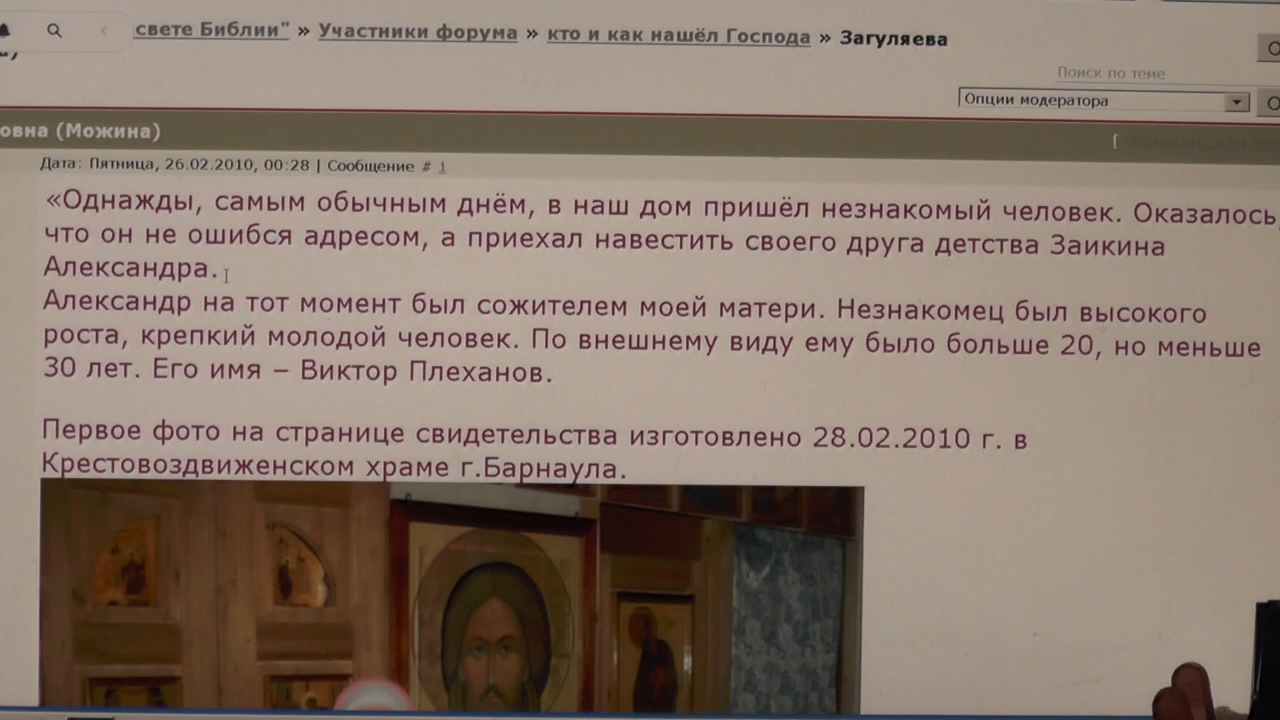 свете Библии" » Участники форума » кто и как нашёл Господа » Загуляева
Поиск по теме
Опции модератора
овна (Можина)
Дата: Пятница, 26.02.2010, 00:28 | Сообщение # 1
«Однажды, самым обычным днём, в наш дом пришёл незнакомый человек. Оказалось,
что он не ошибся адресом, а приехал навестить своего друга детства Заикина
Александра.
Александр на тот момент был сожителем моей матери. Незнакомец был высокого
роста, крепкий молодой человек. По внешнему виду ему было больше 20, но меньше
30 лет. Его имя – Виктор Плеханов.
Первое фото на странице свидетельства изготовлено 28.02.2010 г. в
Крестовоздвиженском храме г.Барнаула.